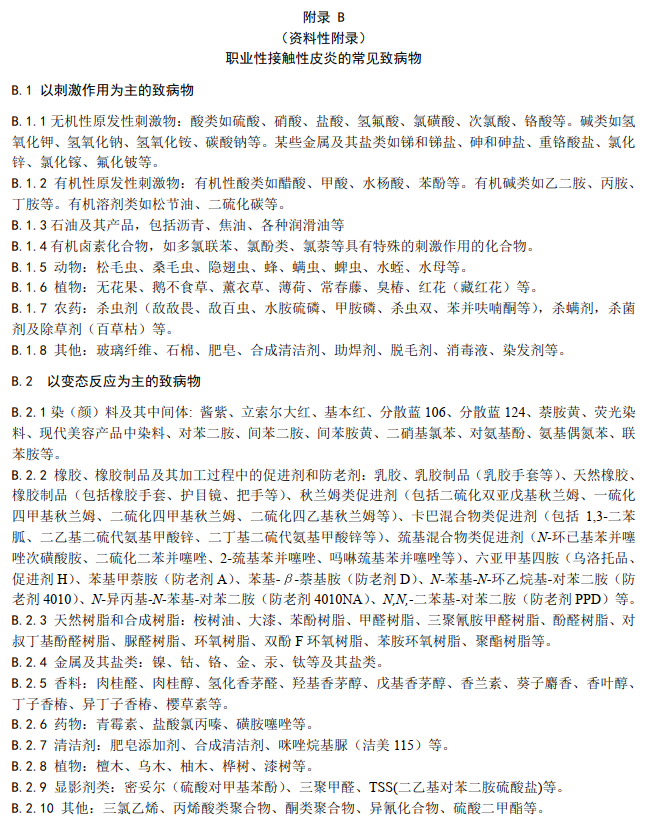 附录 B
（资料性附录）
职业性接触性皮炎的常见致病物
B.1 以刺激作用为主的致病物
B.1.1 无机性原发性刺激物：酸类如硫酸、硝酸、盐酸、氢氟酸、氯磺酸、次氯酸、铬酸等。碱类如氢
氧化钾、氢氧化钠、氢氧化铵、碳酸钠等。某些金属及其盐类如锑和锑盐、砷和砷盐、重铬酸盐、氯化
锌、氯化镓、氟化铍等。
B.1.2 有机性原发性刺激物：有机性酸类如醋酸、甲酸、水杨酸、苯酚等。有机碱类如乙二胺、丙胺、
丁胺等。有机溶剂类如松节油、二硫化碳等。
B.1.3 石油及其产品，包括沥青、焦油、各种润滑油等
B.1.4 有机卤素化合物，如多氯联苯、氯酚类、氯萘等具有特殊的刺激作用的化合物。
B.1.5 动物：松毛虫、桑毛虫、隐翅虫、蜂、螨虫、蜱虫、水蛭、水母等。
B.1.6 植物：无花果、鹅不食草、薰衣草、薄荷、常春藤、臭椿、红花（藏红花）等。
B.1.7 农药：杀虫剂（敌敌畏、敌百虫、水胺硫磷、甲胺磷、杀虫双、苯并呋喃酮等），杀螨剂，杀菌
剂及除草剂（百草枯）等。
B.1.8 其他：玻璃纤维、石棉、肥皂、合成清洁剂、助焊剂、脱毛剂、消毒液、染发剂等。
B.2 以变态反应为主的致病物
B.2.1 染（颜）料及其中间体：酱紫、立索尔大红、基本红、分散蓝 106、分散蓝 124、萘胺黄、荧光染
料、现代美容产品中染料、对苯二胺、间苯二胺、间苯胺黄、二硝基氯苯、对氨基酚、氨基偶氮苯、联
苯胺等。
B.2.2 橡胶、橡胶制品及其加工过程中的促进剂和防老剂：乳胶、乳胶制品（乳胶手套等）、天然橡胶、
橡胶制品（包括橡胶手套、护目镜、把手等）、秋兰姆类促进剂（包括二硫化双亚戊基秋兰姆、一硫化
四甲基秋兰姆、二硫化四甲基秋兰姆、二硫化四乙基秋兰姆等）、卡巴混合物类促进剂（包括 1,3-二苯
胍、二乙基二硫代氨基甲酸锌、二丁基二硫代氨基甲酸锌等）、巯基混合物类促进剂（N-环己基苯并噻
唑次磺酸胺、二硫化二苯并噻唑、2-巯基苯并噻唑、吗啉巯基苯并噻唑等）、六亚甲基四胺（乌洛托品、
促进剂 H）、苯基甲萘胺（防老剂 A）、苯基-β-萘基胺（防老剂 D）、N-苯基-N-环乙烷基-对苯二胺（防
老剂 4010）、N-异丙基-N-苯基-对苯二胺（防老剂 4010NA）、N,N,-二苯基-对苯二胺（防老剂 PPD）等。
B.2.3 天然树脂和合成树脂：桉树油、大漆、苯酚树脂、甲醛树脂、三聚氰胺甲醛树脂、酚醛树脂、对
叔丁基酚醛树脂、脲醛树脂、环氧树脂、双酚 F 环氧树脂、苯胺环氧树脂、聚酯树脂等。
B.2.4 金属及其盐类：镍、钴、铬、金、汞、钛等及其盐类。
B.2.5 香料：肉桂醛、肉桂醇、氢化香茅醛、羟基香茅醇、戊基香茅醇、香兰素、葵子麝香、香叶醇、
丁子香椿、异丁子香椿、樱草素等。
B.2.6 药物：青霉素、盐酸氯丙嗪、磺胺噻唑等。
B.2.7 清洁剂：肥皂添加剂、合成清洁剂、咪唑烷基脲（洁美 115）等。
B.2.8 植物：檀木、乌木、柚木、桦树、漆树等。
B.2.9 显影剂类：密妥尔（硫酸对甲基苯酚）、三聚甲醛、TSS(二乙基对苯二胺硫酸盐)等。
B.2.10 其他：三氯乙烯、丙烯酸类聚合物、酮类聚合物、异氰化合物、硫酸二甲酯等。